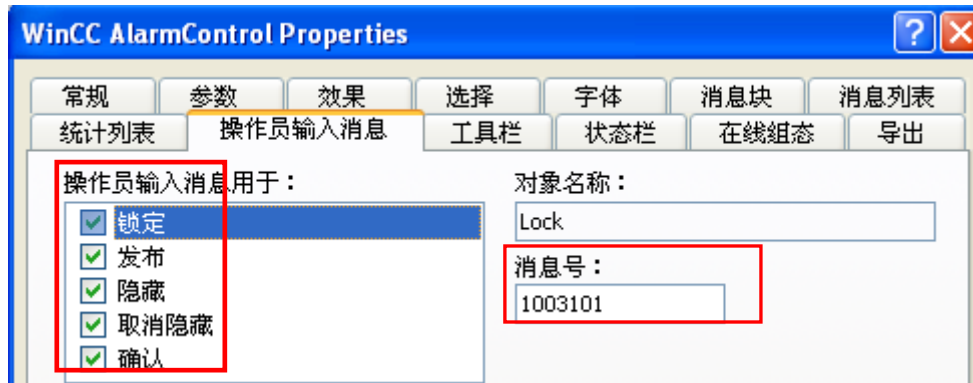 WinCC AlarmControl Properties
常规 参数 效果 选择 字体 消息块 消息列表
统计列表 操作员输入消息 工具栏 状态栏 在线组态 导出
操作员输入消息用于：
对象名称：
锁定
Lock
发布
消息号：
隐藏
1003101
取消隐藏
确认